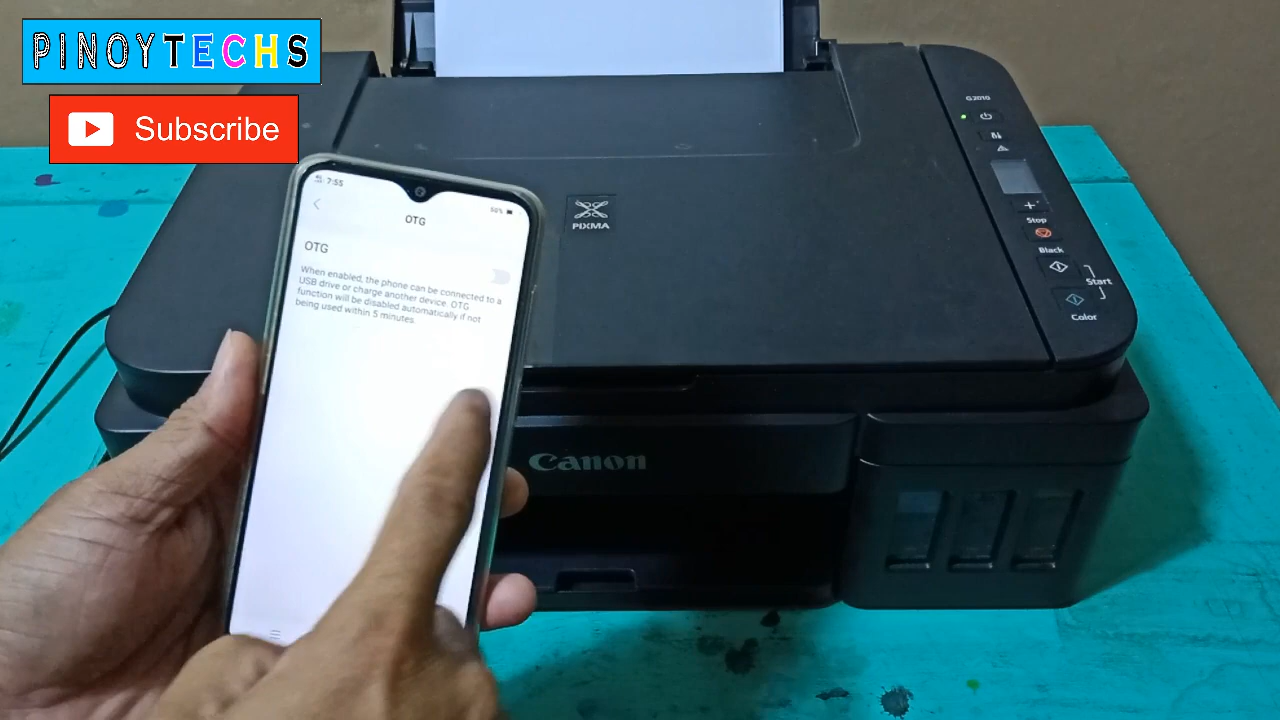 PINOYTECHS
Subscribe
7:55
50%
OTG
OTG
When enabled, the phone can be connected to a
USB drive or charge another device. OTG
function will be disabled automatically if not
being used within 5 minutes.
PIXMA
Canon
G2010
Stop
Black
Start
Color